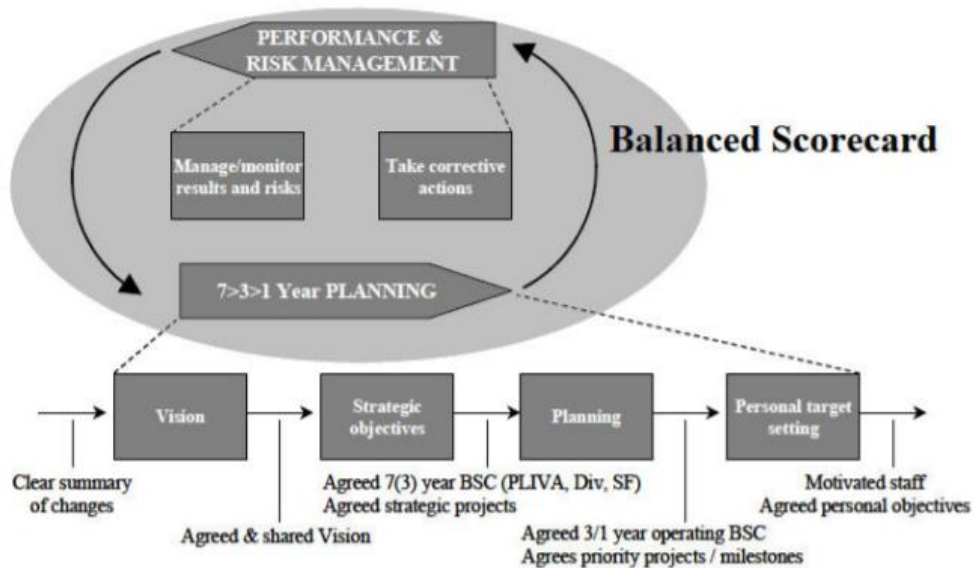 PERFORMANCE &
RISK MANAGEMENT
Balanced Scorecard
Manage/monitor
results and risks
Take corrective
actions
7>3>1 Year PLANNING
Vision
Strategic
objectives
Planning
Personal target
setting
Clear summary
of changes
Agreed & shared Vision
Agreed 7(3) year BSC (PLIVA, Div, SF)
Agreed strategic projects
Agreed 3/1 year operating BSC
Agrees priority projects / milestones
Motivated staff
Agreed personal objectives